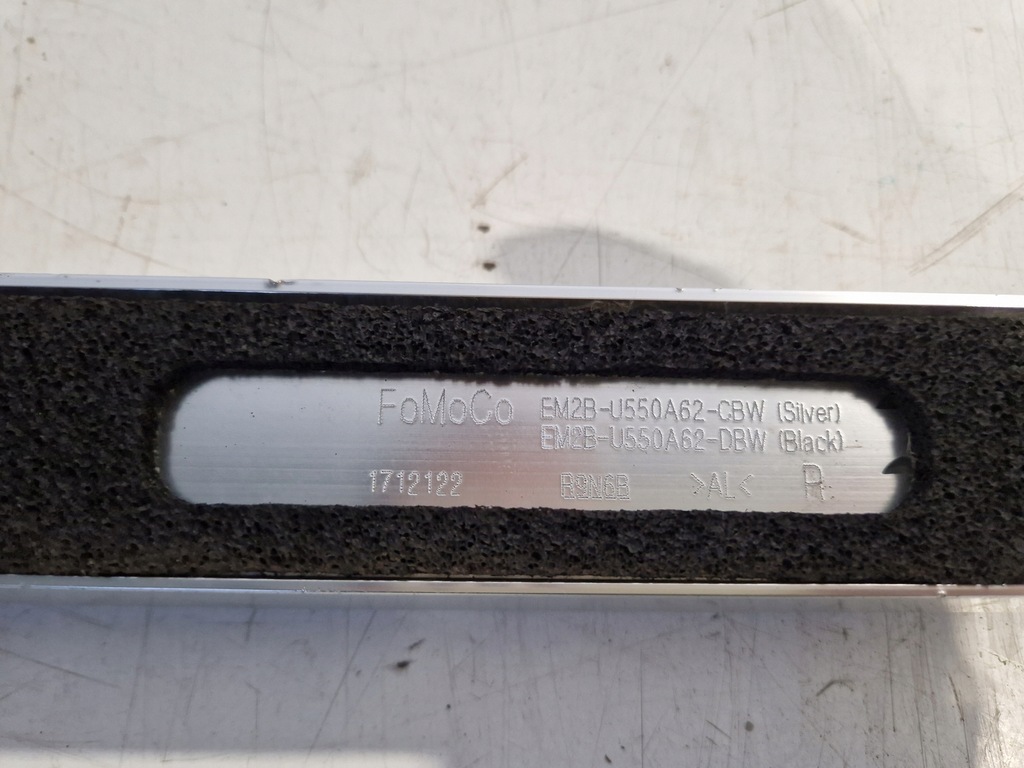 FoMoCo EM2B-U550A62-CBW (Silver)
EM2B-U550A62-DBW (Black)
1712122 R9N6B >AL< R